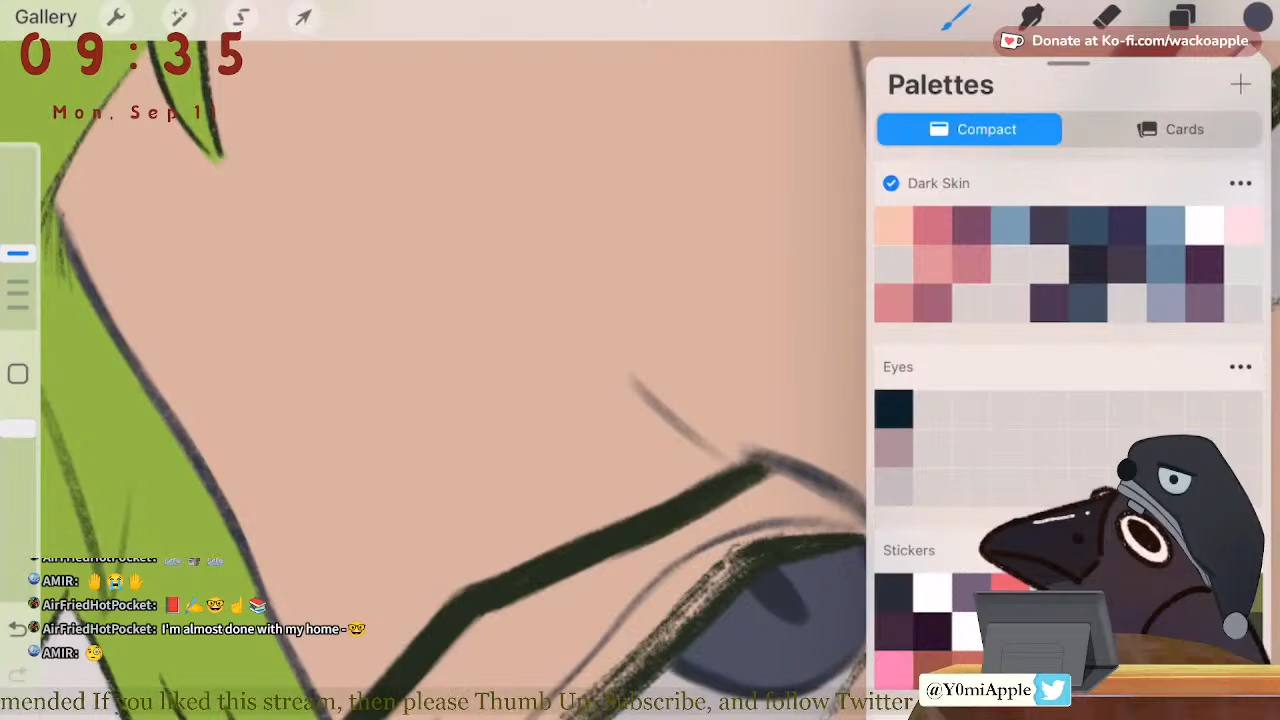 Gallery
Donate at Ko-fi.com/wackoapple
09:35
Mon, Sep 1
Palettes
Compact
Cards
Dark Skin
Eyes
Stickers
AirFriedHotPocket:
AMIR: 🖐😭🖐
AirFriedHotPocket: 📕✍🤓☝📚
AirFriedHotPocket: I'm almost done with my home - 🤓
AMIR: 🧐
@Y0miApple
mended If you liked this stream, then please Thumb Up, Subscribe, and follow Twitter